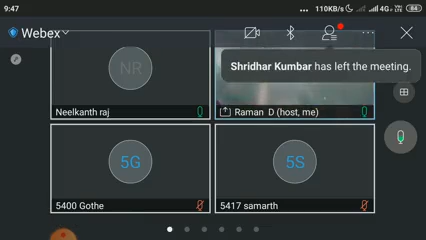 9:47
... 110KB/s 4G VoLTE 84
Webex
Shridhar Kumbar has left the meeting.
NR
Neelkanth raj
Raman D (host, me)
5G
5400 Gothe
5S
5417 samarth